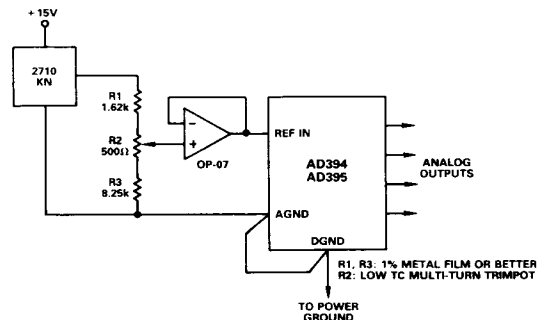 + 15V
2710
KN
R1
1.62k
R2
500Ω
R3
8.25k
−
+
OP-07
REF IN
AD394
AD395
AGND
DGND
ANALOG
OUTPUTS
R1, R3: 1% METAL FILM OR BETTER
R2: LOW TC MULTI-TURN TRIMPOT
TO POWER
GROUND